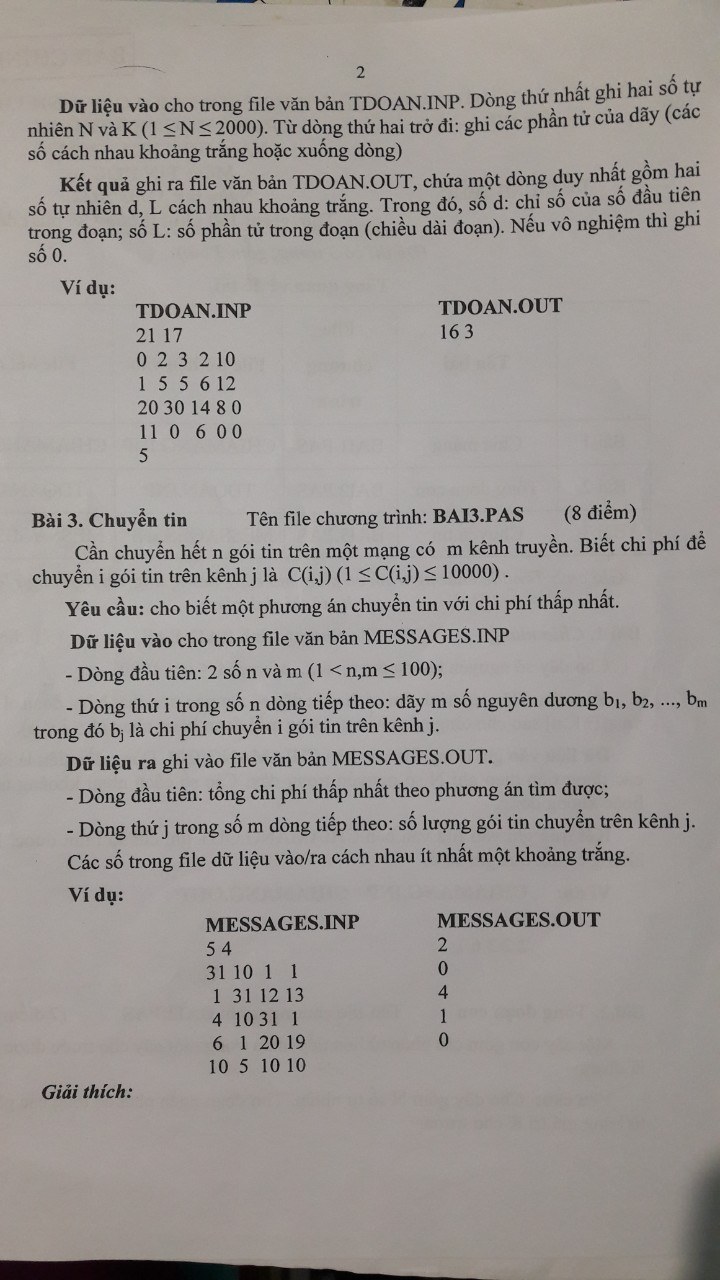 2
Dữ liệu vào cho trong file văn bản TDOAN.INP. Dòng thứ nhất ghi hai số tự
nhiên N và K (1 ≤ N ≤ 2000). Từ dòng thứ hai trở đi: ghi các phần tử của dãy (các
số cách nhau khoảng trắng hoặc xuống dòng)
Kết quả ghi ra file văn bản TDOAN.OUT, chứa một dòng duy nhất gồm hai
số tự nhiên d, L cách nhau khoảng trắng. Trong đó, số d: chỉ số của số đầu tiên
trong đoạn; số L: số phần tử trong đoạn (chiều dài đoạn). Nếu vô nghiệm thì ghi
số 0.
Ví dụ:
TDOAN.INP TDOAN.OUT
21 17 16 3
0 2 3 2 10
1 5 5 6 12
20 30 14 8 0
11 0 6 0 0
5
Bài 3. Chuyển tin Tên file chương trình: BAI3.PAS (8 điểm)
Cần chuyển hết n gói tin trên một mạng có m kênh truyền. Biết chi phí để
chuyển i gói tin trên kênh j là C(i,j) (1 ≤ C(i,j) ≤ 10000) .
Yêu cầu: cho biết một phương án chuyển tin với chi phí thấp nhất.
Dữ liệu vào cho trong file văn bản MESSAGES.INP
- Dòng đầu tiên: 2 số n và m (1 < n,m ≤ 100);
- Dòng thứ i trong số n dòng tiếp theo: dãy m số nguyên dương b₁, b₂, ..., bₘ
trong đó bⱼ là chi phí chuyển i gói tin trên kênh j.
Dữ liệu ra ghi vào file văn bản MESSAGES.OUT.
- Dòng đầu tiên: tổng chi phí thấp nhất theo phương án tìm được;
- Dòng thứ j trong số m dòng tiếp theo: số lượng gói tin chuyển trên kênh j.
Các số trong file dữ liệu vào/ra cách nhau ít nhất một khoảng trắng.
Ví dụ:
MESSAGES.INP MESSAGES.OUT
5 4 2
31 10 1 1 0
1 31 12 13 4
4 10 31 1 1
6 1 20 19 0
10 5 10 10
Giải thích: